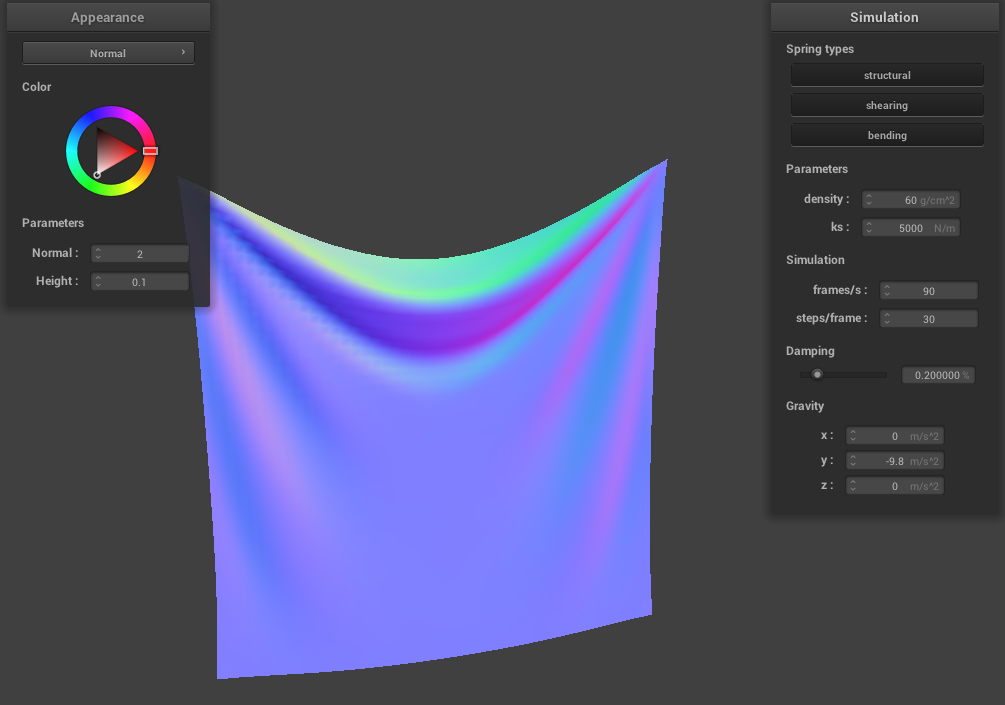 Appearance
Normal
Color
Parameters
Normal : 2
Height : 0.1
Simulation
Spring types
structural
shearing
bending
Parameters
density : 60 g/cm^2
ks : 5000 N/m
Simulation
frames/s : 90
steps/frame : 30
Damping
0.200000 %
Gravity
x : 0 m/s^2
y : -9.8 m/s^2
z : 0 m/s^2